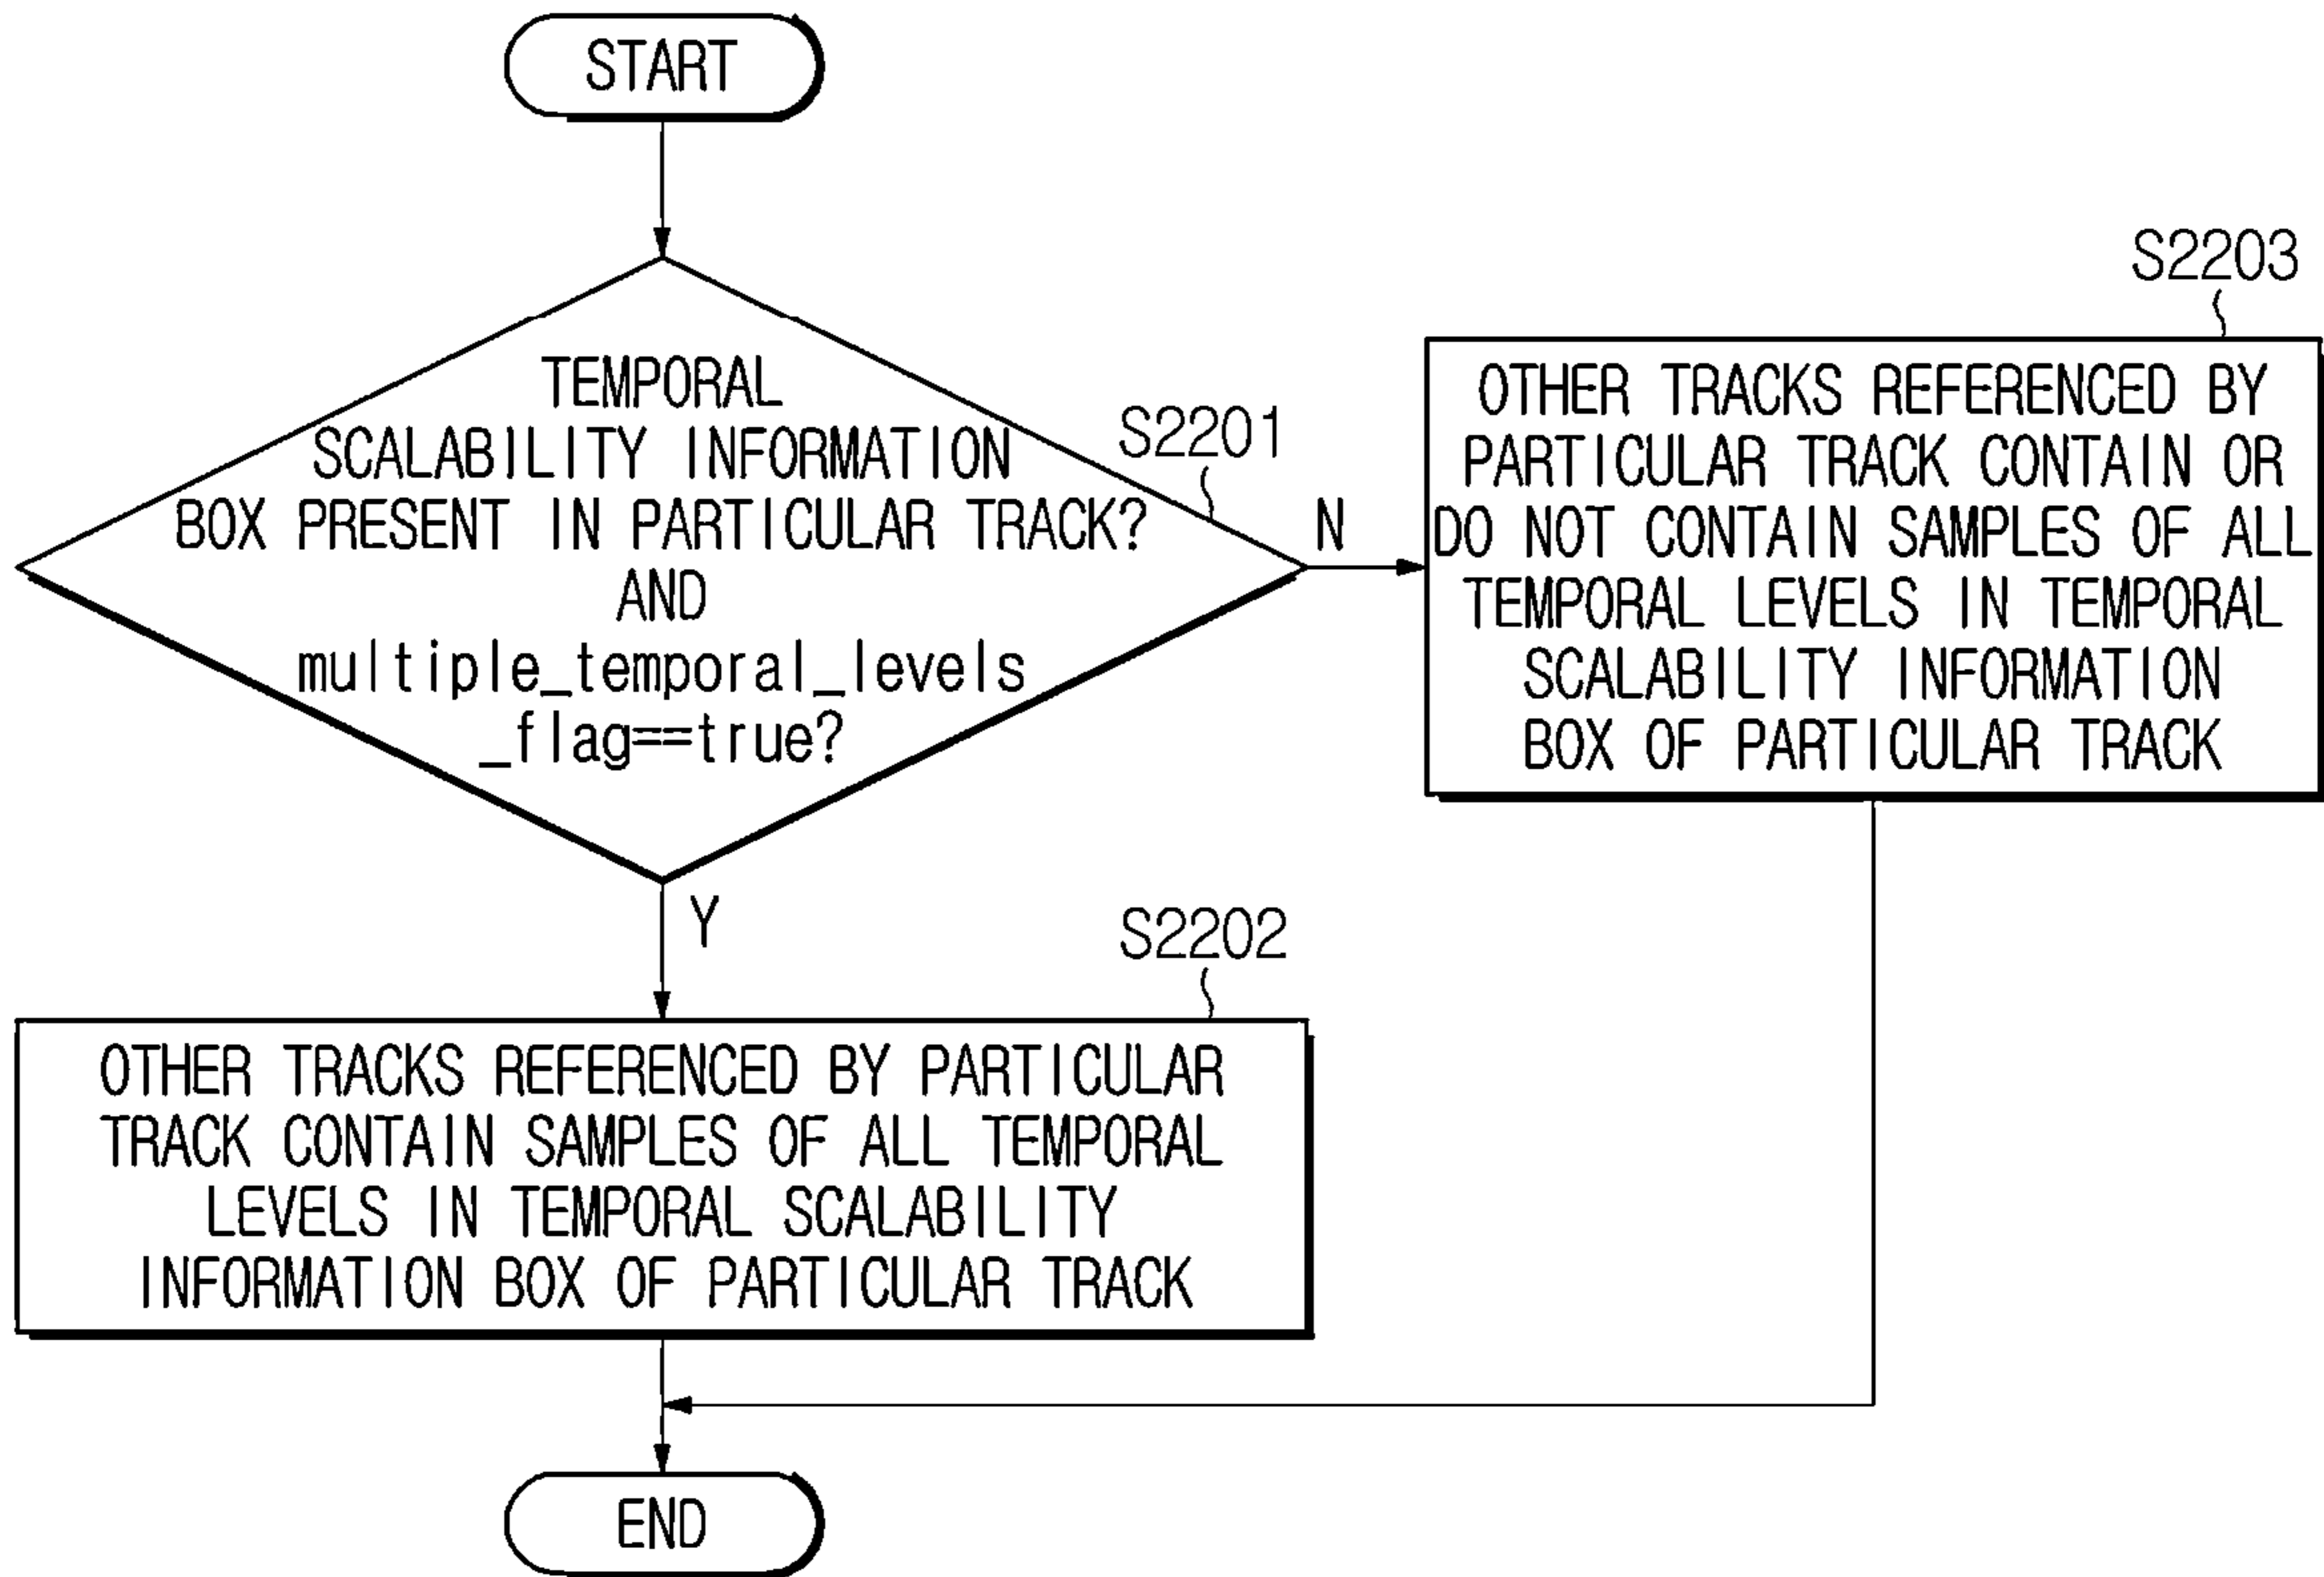 START
TEMPORAL
SCALABILITY INFORMATION
BOX PRESENT IN PARTICULAR TRACK?
AND
multiple_temporal_levels
_flag==true?
S2201
N
Y
S2203
OTHER TRACKS REFERENCED BY
PARTICULAR TRACK CONTAIN OR
DO NOT CONTAIN SAMPLES OF ALL
TEMPORAL LEVELS IN TEMPORAL
SCALABILITY INFORMATION
BOX OF PARTICULAR TRACK
S2202
OTHER TRACKS REFERENCED BY PARTICULAR
TRACK CONTAIN SAMPLES OF ALL TEMPORAL
LEVELS IN TEMPORAL SCALABILITY
INFORMATION BOX OF PARTICULAR TRACK
END